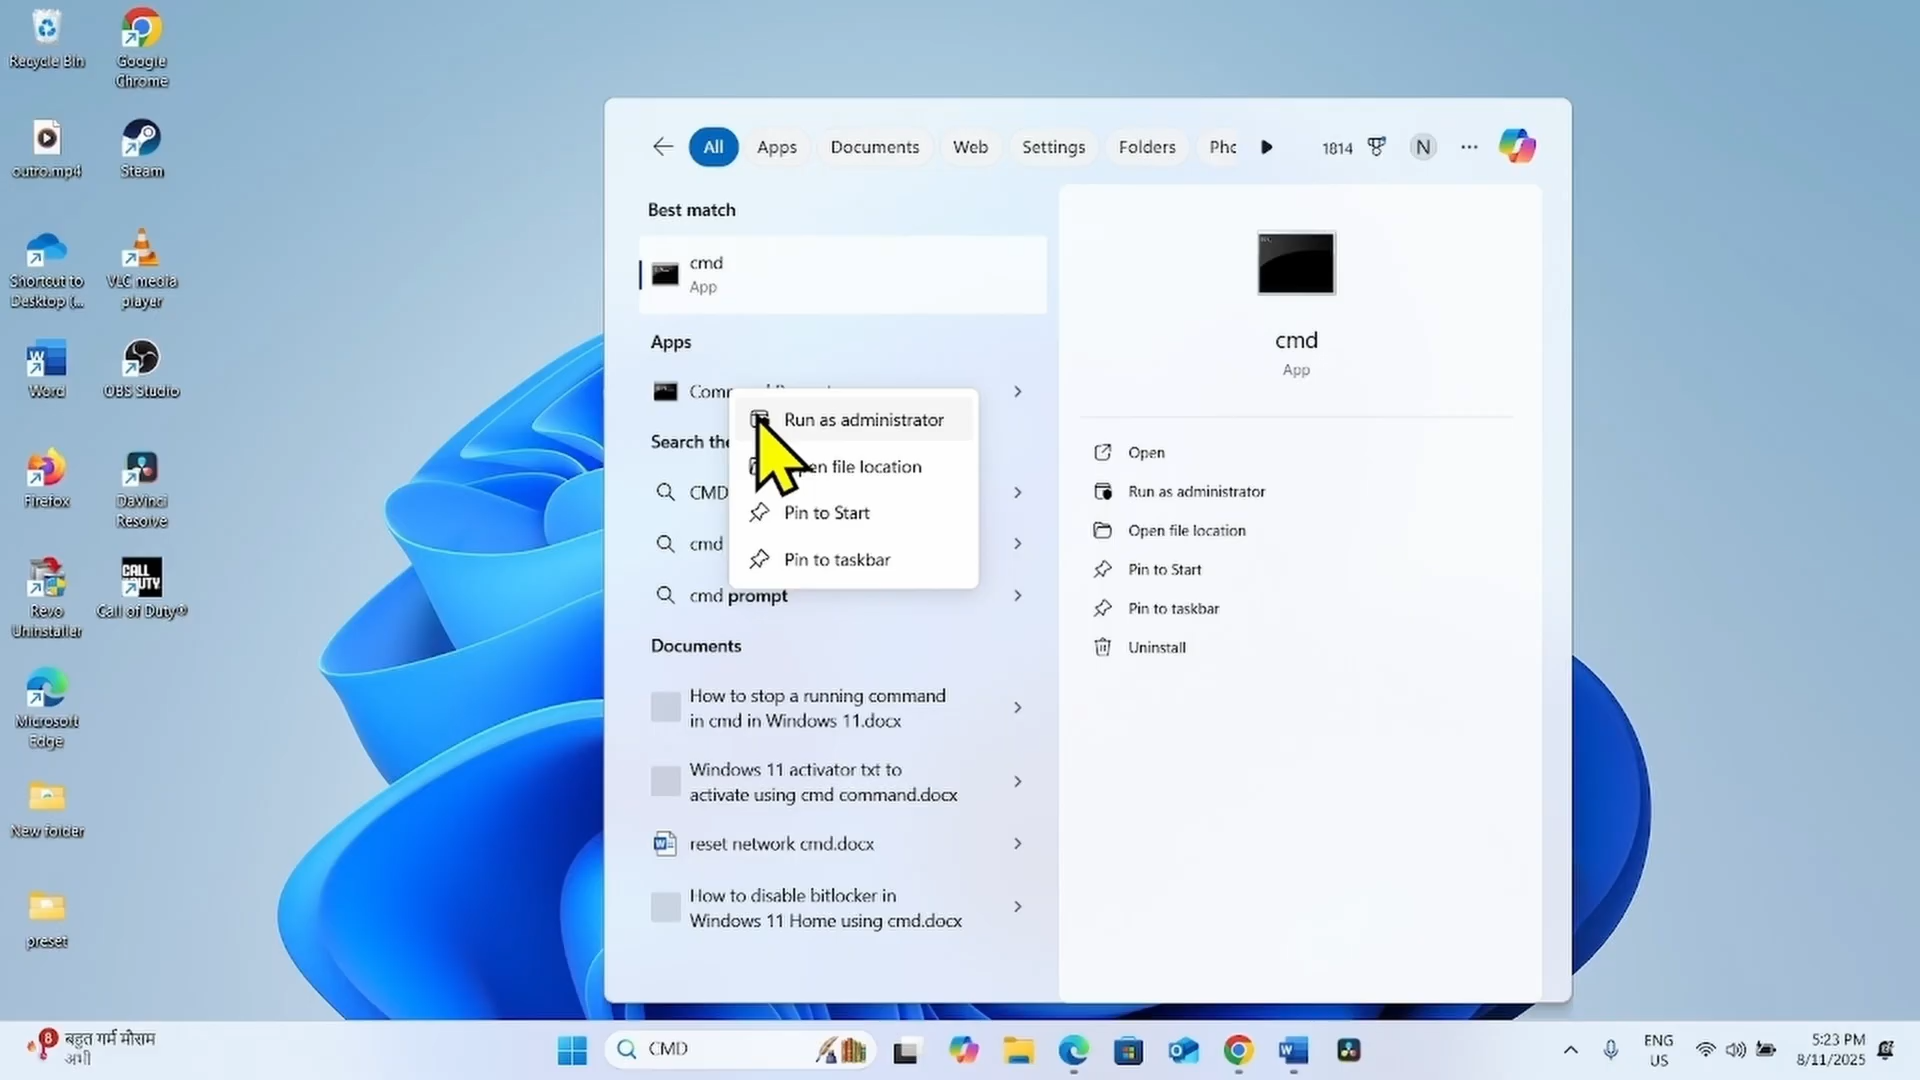 Recycle Bin
Google
Chrome
outro.mp4
Steam
Shortcut to
Desktop (...
VLC media
player
Word
OBS Studio
Firefox
DaVinci
Resolve
Revo
Uninstaller
CALL OF DUTY
Call of Duty®
Microsoft
Edge
New folder
preset
All
Apps
Documents
Web
Settings
Folders
Pho
1814
N
Best match
cmd
App
Apps
Run as administrator
Search the
Open file location
CMD
Pin to Start
cmd
Pin to taskbar
cmd prompt
Documents
How to stop a running command
in cmd in Windows 11.docx
Windows 11 activator txt to
activate using cmd command.docx
reset network cmd.docx
How to disable bitlocker in
Windows 11 Home using cmd.docx
cmd
App
Open
Run as administrator
Open file location
Pin to Start
Pin to taskbar
Uninstall
8
बहुत गर्म मौसम
अभी
CMD
ENG
US
5:23 PM
8/11/2025